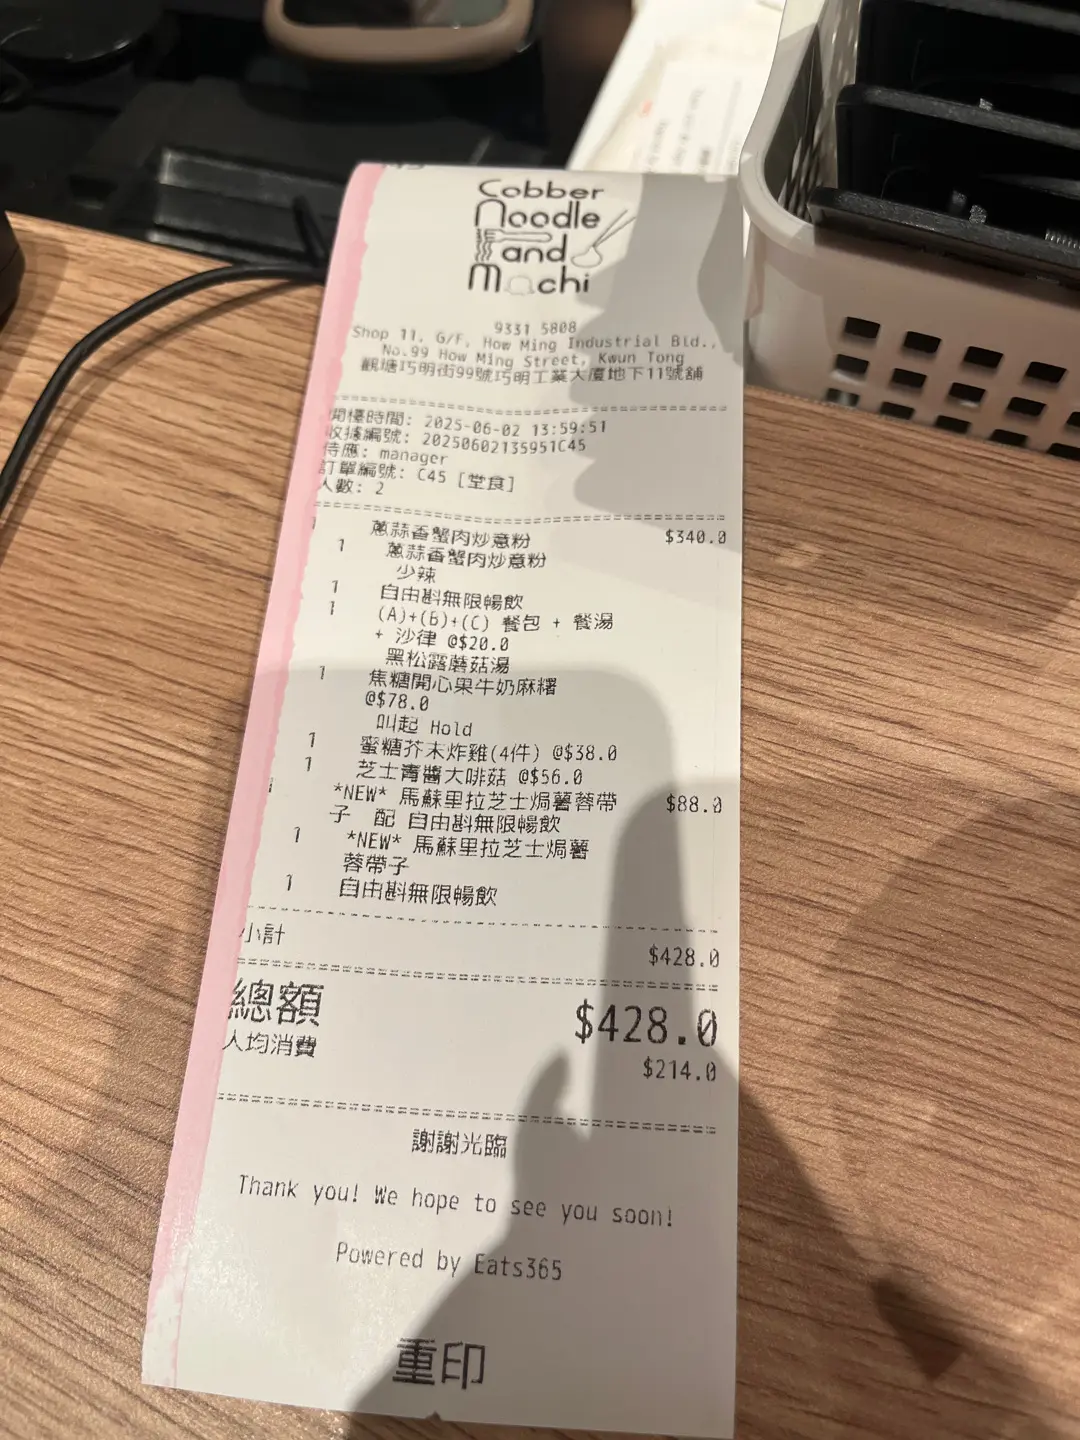 Cobber
Noodle
and
Mochi
9331 5808
Shop 11, G/F, How Ming Industrial Bld.,
No.99 How Ming Street, Kwun Tong
觀塘巧明街99號巧明工業大廈地下11號舖
開檯時間: 2025-06-02 13:59:51
收據編號: 20250602135951C45
侍應: manager
訂單編號: C45 [堂食]
人數: 2
1 蔥蒜香蟹肉炒意粉 $340.0
1 蔥蒜香蟹肉炒意粉
少辣
1 自由斟無限暢飲
1 (A)+(B)+(C) 餐包 + 餐湯
+ 沙律 @$20.0
黑松露蘑菇湯
1 焦糖開心果牛奶麻糬
@$78.0
叫起 Hold
1 蜜糖芥末炸雞(4件) @$38.0
1 芝士青醬大啡菇 @$56.0
1 *NEW* 馬蘇里拉芝士焗薯蓉帶 $88.0
子 配 自由斟無限暢飲
1 *NEW* 馬蘇里拉芝士焗薯
蓉帶子
1 自由斟無限暢飲
小計 $428.0
總額 $428.0
人均消費 $214.0
謝謝光臨
Thank you! We hope to see you soon!
Powered by Eats365
重印